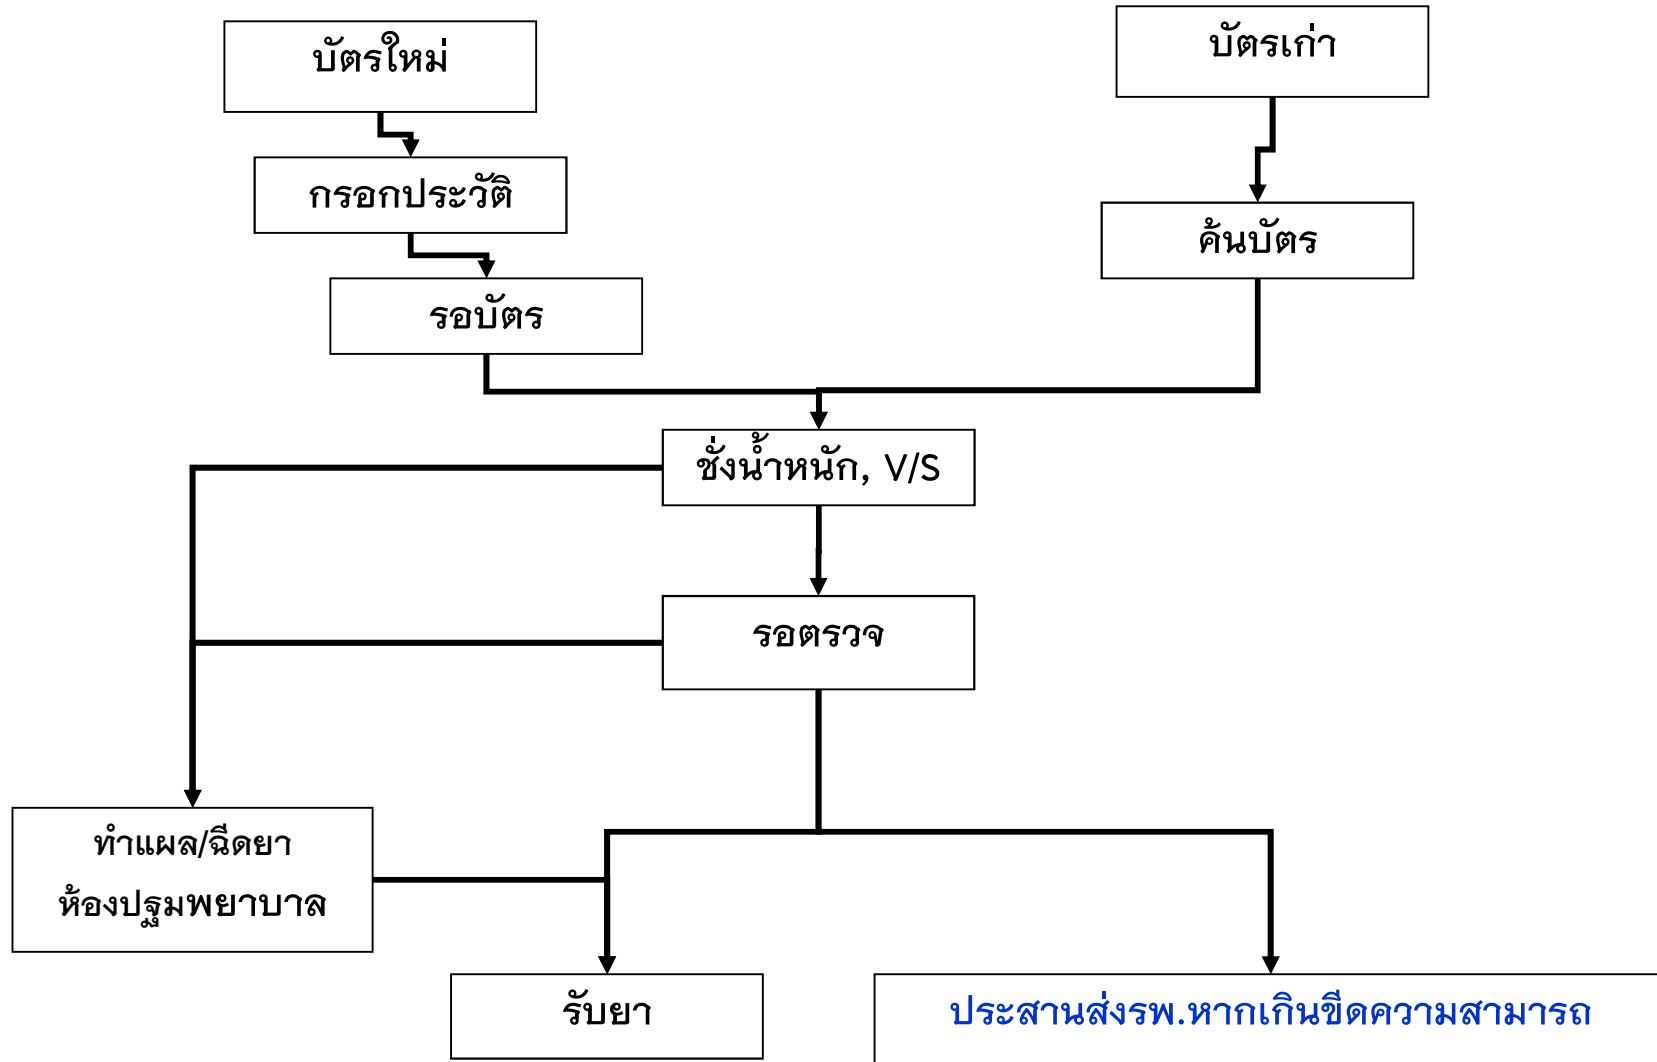 บัตรใหม่
บัตรเก่า
กรอกประวัติ
ค้นบัตร
รอบัตร
ชั่งน้ำหนัก, V/S
รอตรวจ
ทำแผล/ฉีดยา
ห้องปฐมพยาบาล
รับยา
ประสานส่งรพ.หากเกินขีดความสามารถ